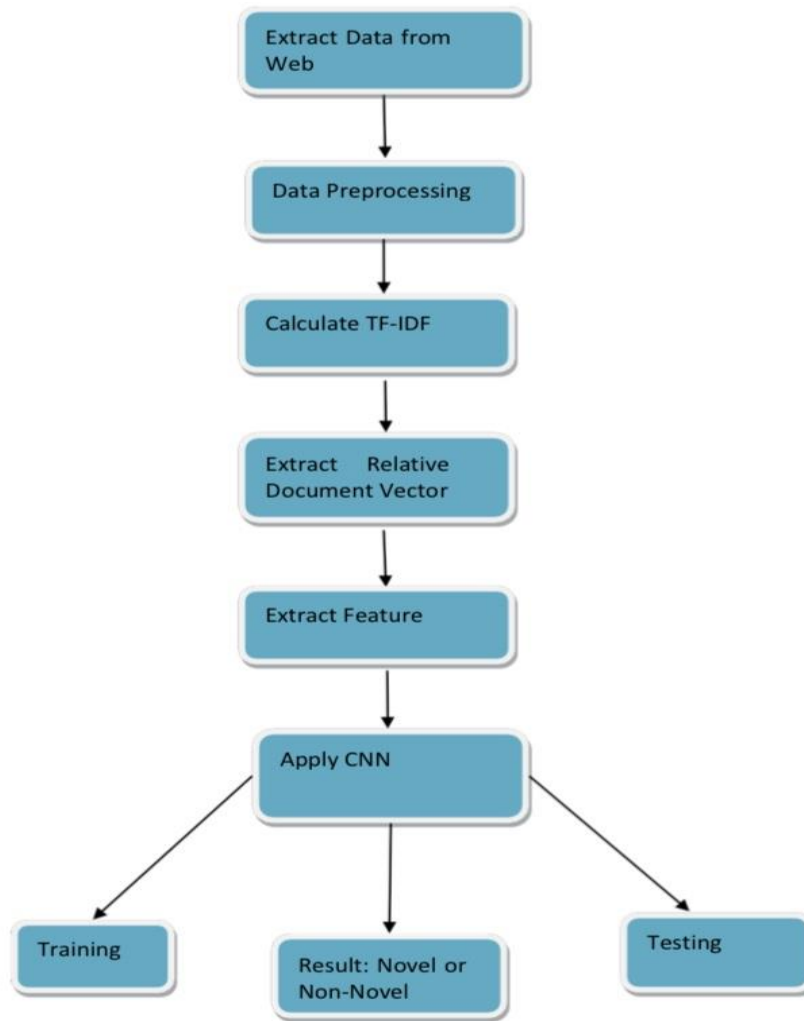 Extract Data from
Web
Data Preprocessing
Calculate TF-IDF
Extract Relative
Document Vector
Extract Feature
Apply CNN
Training
Result: Novel or
Non-Novel
Testing